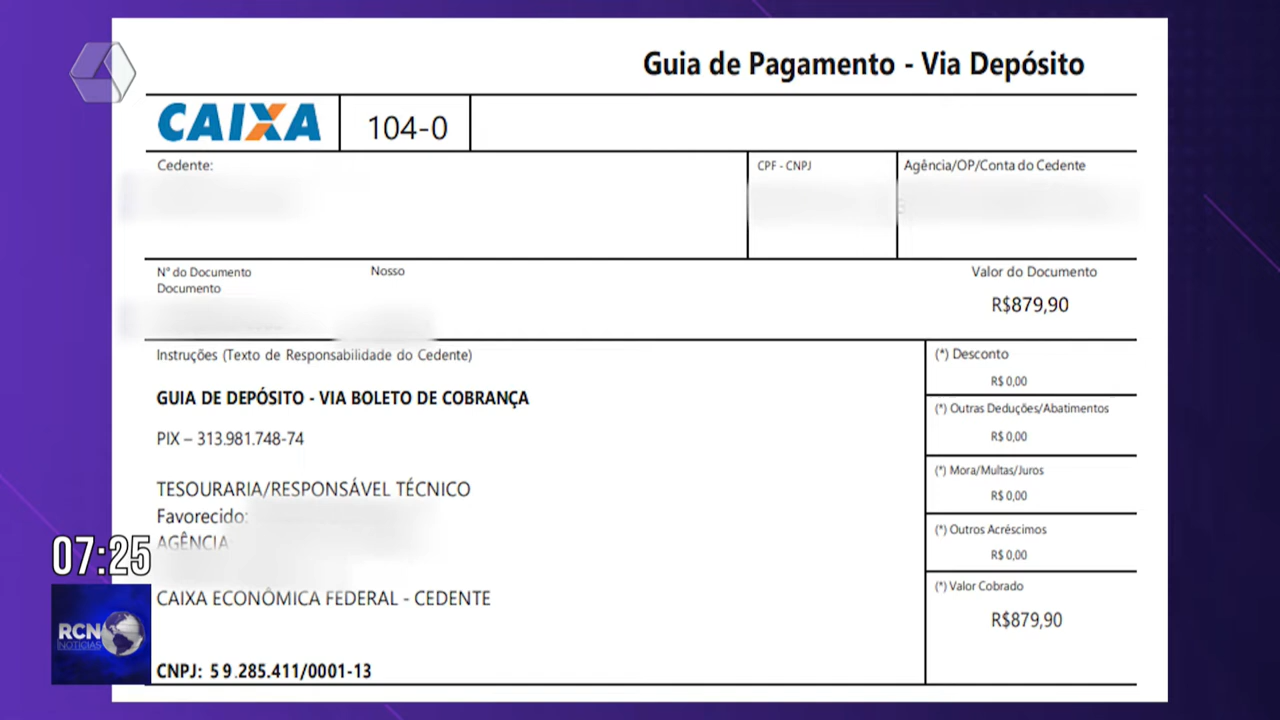 Guia de Pagamento - Via Depósito
CAIXA
104-0
Cedente:
CPF - CNPJ
Agência/OP/Conta do Cedente
N° do Documento
Nosso
Documento
Valor do Documento
R$879,90
Instruções (Texto de Responsabilidade do Cedente)
GUIA DE DEPÓSITO - VIA BOLETO DE COBRANÇA
PIX – 313.981.748-74
TESOURARIA/RESPONSÁVEL TÉCNICO
Favorecido:
AGÊNCIA
CAIXA ECONÔMICA FEDERAL - CEDENTE
CNPJ: 59.285.411/0001-13
(*) Desconto
R$ 0,00
(*) Outras Deduções/Abatimentos
R$ 0,00
(*) Mora/Multas/Juros
R$ 0,00
(*) Outros Acréscimos
R$ 0,00
(*) Valor Cobrado
R$879,90
07:25
RCN
NOTÍCIAS